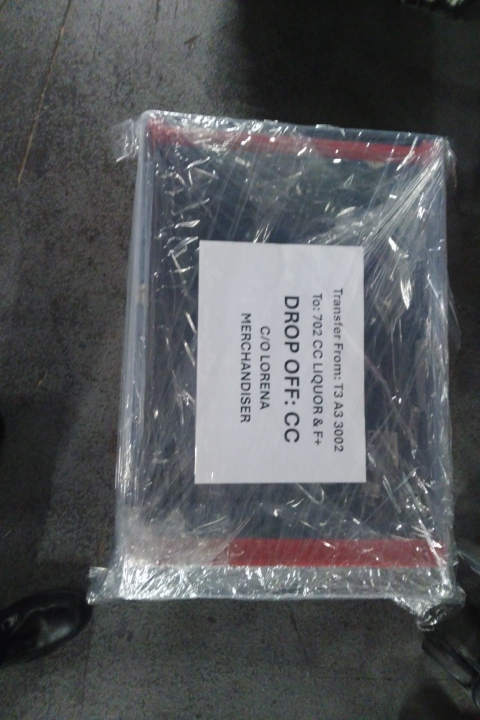 Transfer From: T3 A3 3002
To: 702 CC LIQUOR & F+
DROP OFF: CC
C/O LORENA
MERCHANDISER